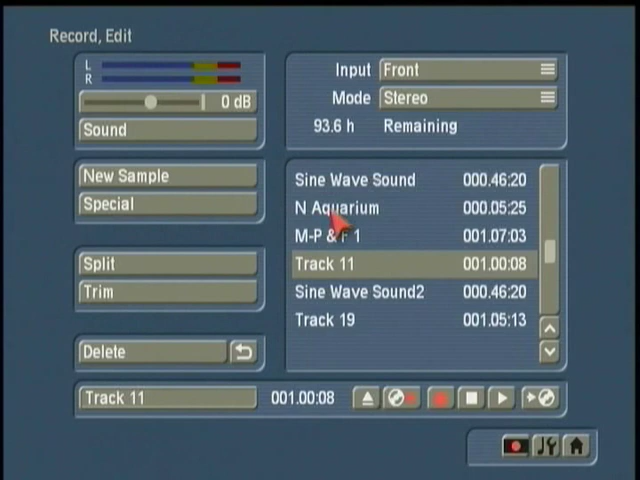 Record, Edit
L
R
0 dB
Sound
Input Front
Mode Stereo
93.6 h Remaining
New Sample
Special
Split
Trim
Delete
Sine Wave Sound 000.46:20
N Aquarium 000.05:25
M-P & F 1 001.07:03
Track 11 001.00:08
Sine Wave Sound2 000.46:20
Track 19 001.05:13
Track 11 001.00:08